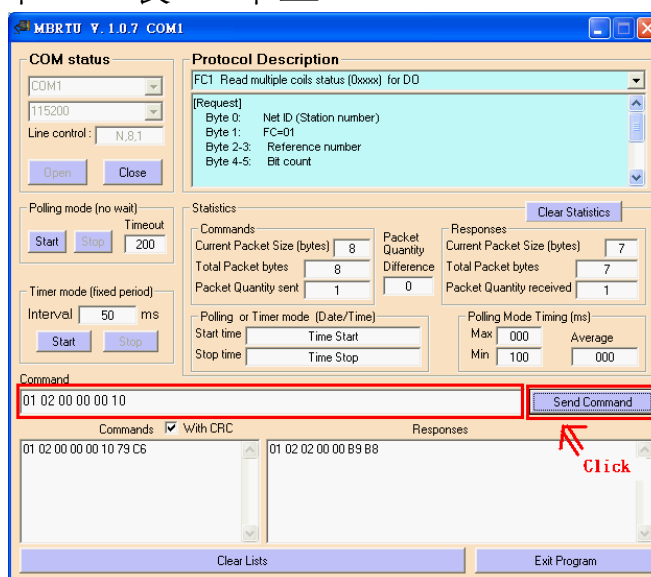 MBRTU V.1.0.7 COM1
COM status
COM1
115200
Line control : N,8,1
Open Close
Protocol Description
FC1 Read multiple coils status (0xxxx) for DO
[Request]
Byte 0: Net ID (Station number)
Byte 1: FC=01
Byte 2-3: Reference number
Byte 4-5: Bit count
Polling mode (no wait)
Timeout
Start Stop 200
Timer mode (fixed period)
Interval 50 ms
Start Stop
Statistics
Clear Statistics
Commands
Current Packet Size (bytes) 8
Total Packet bytes 8
Packet Quantity sent 1
Packet
Quantity
Difference
0
Responses
Current Packet Size (bytes) 7
Total Packet bytes 7
Packet Quantity received 1
Polling or Timer mode (Date/Time)
Start time Time Start
Stop time Time Stop
Polling Mode Timing (ms)
Max 000 Average
Min 100 000
Command
01 02 00 00 00 10
Send Command
Commands With CRC
Responses
01 02 00 00 00 10 79 C6
01 02 02 00 00 B9 B8
Click
Clear Lists
Exit Program